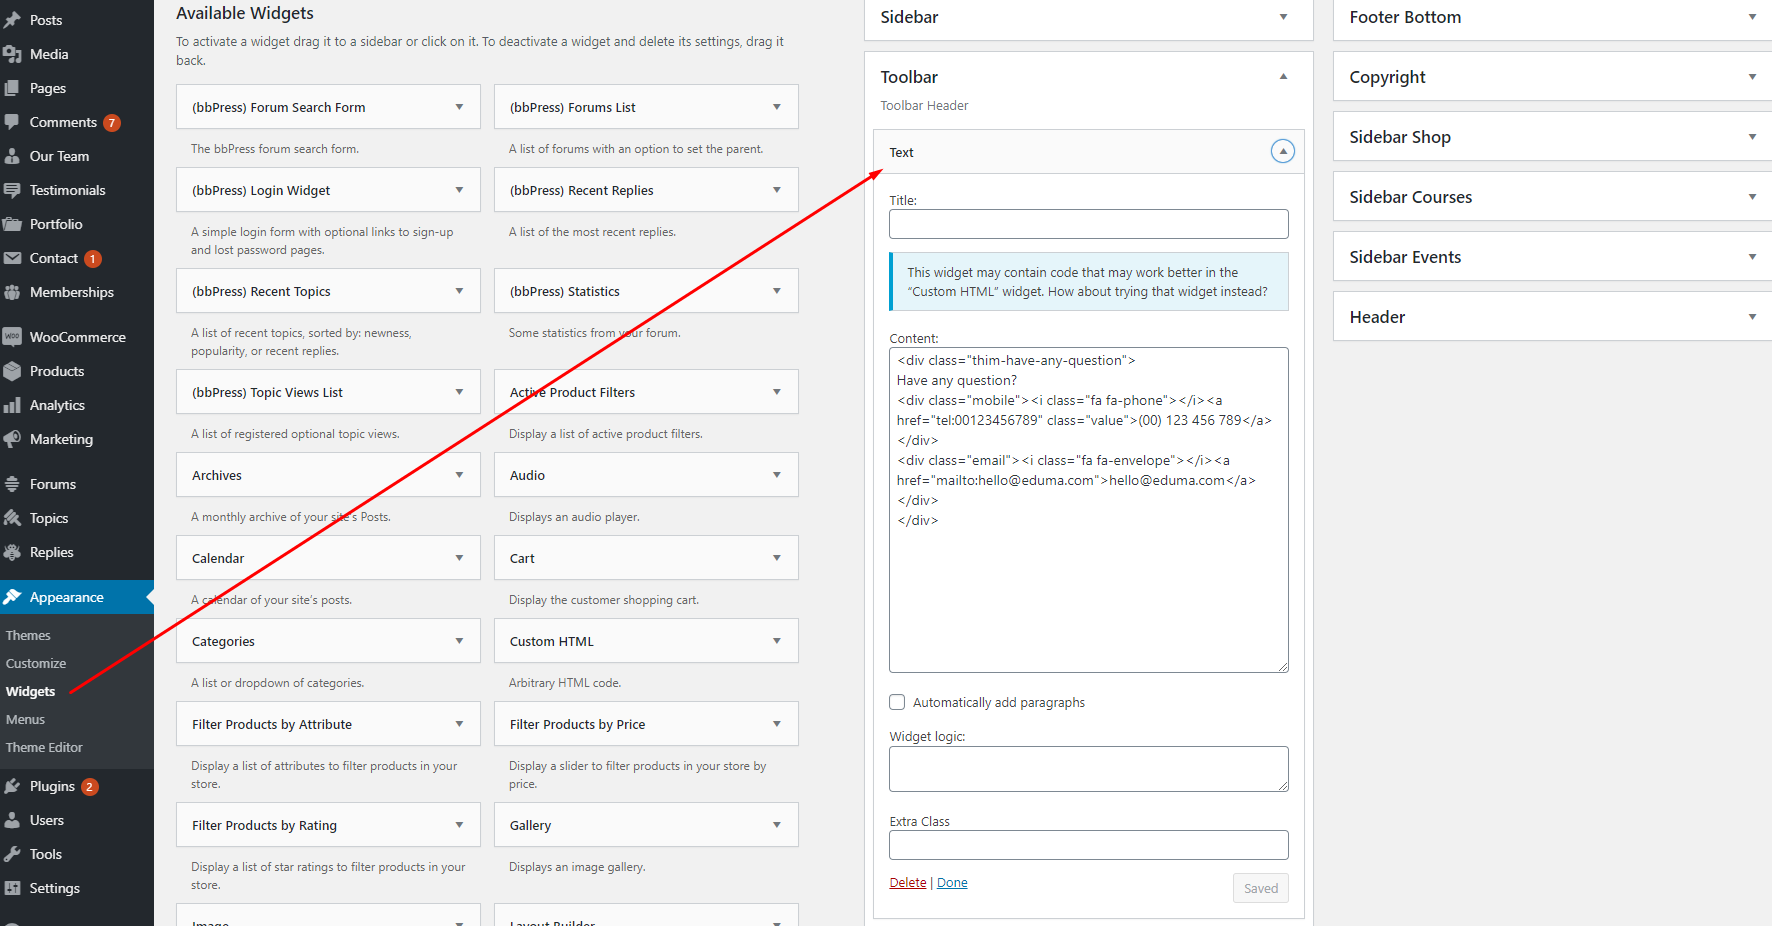 Posts
Media
Pages
Comments 7
Our Team
Testimonials
Portfolio
Contact 1
Memberships
WooCommerce
Products
Analytics
Marketing
Forums
Topics
Replies
Appearance
Themes
Customize
Widgets
Menus
Theme Editor
Plugins 2
Users
Tools
Settings
Available Widgets
To activate a widget drag it to a sidebar or click on it. To deactivate a widget and delete its settings, drag it
back.
(bbPress) Forum Search Form
The bbPress forum search form.
(bbPress) Forums List
A list of forums with an option to set the parent.
(bbPress) Login Widget
A simple login form with optional links to sign-up
and lost password pages.
(bbPress) Recent Replies
A list of the most recent replies.
(bbPress) Recent Topics
A list of recent topics, sorted by: newness,
popularity, or recent replies.
(bbPress) Statistics
Some statistics from your forum.
(bbPress) Topic Views List
A list of registered optional topic views.
Active Product Filters
Display a list of active product filters.
Archives
A monthly archive of your site's Posts.
Audio
Displays an audio player.
Calendar
A calendar of your site's posts.
Cart
Display the customer shopping cart.
Categories
A list or dropdown of categories.
Custom HTML
Arbitrary HTML code.
Filter Products by Attribute
Display a list of attributes to filter products in your
store.
Filter Products by Price
Display a slider to filter products in your store by
price.
Filter Products by Rating
Display a list of star ratings to filter products in your
store.
Gallery
Displays an image gallery.
Image
Layout Builder
Sidebar
Toolbar
Toolbar Header
Text
Title:
This widget may contain code that may work better in the
“Custom HTML” widget. How about trying that widget instead?
Content:
<div class="thim-have-any-question">
Have any question?
<div class="mobile"><i class="fa fa-phone"></i><a
href="tel:00123456789" class="value">(00) 123 456 789</a>
</div>
<div class="email"><i class="fa fa-envelope"></i><a
href="mailto:hello@eduma.com">hello@eduma.com</a>
</div>
</div>
Automatically add paragraphs
Widget logic:
Extra Class
Delete | Done
Saved
Footer Bottom
Copyright
Sidebar Shop
Sidebar Courses
Sidebar Events
Header